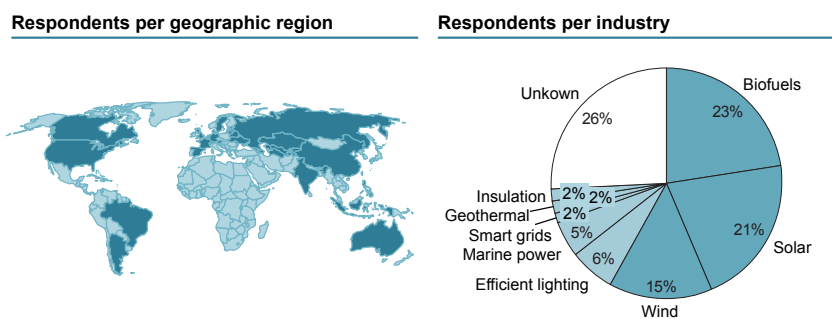 Respondents per geographic region
Respondents per industry
Unkown
26%
Biofuels
23%
Insulation
2%
2%
Geothermal
2%
Smart grids
5%
Marine power
6%
Efficient lighting
15%
Wind
21%
Solar